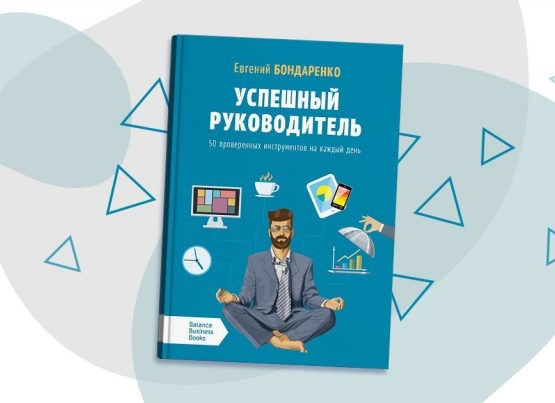 Евгений БОНДАРЕНКО
УСПЕШНЫЙ
РУКОВОДИТЕЛЬ
50 проверенных инструментов на каждый день
Balance
Business
Books